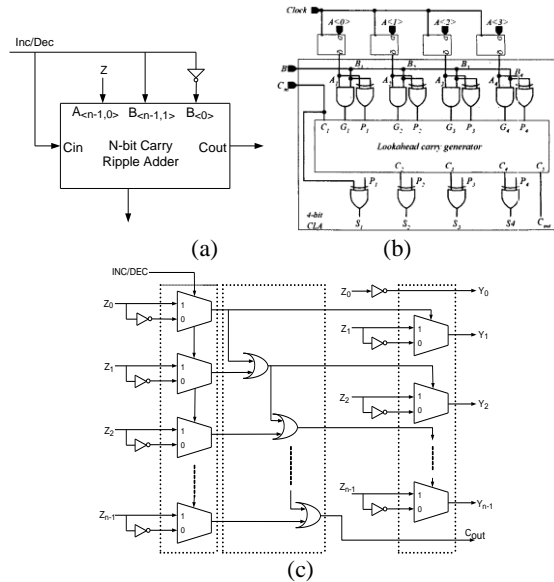 Inc/Dec
Z
A<n-1,0> B<n-1,1> B<0>
Cin N-bit Carry Cout
Ripple Adder
(a)
Clock A<0> A<1> A<2> A<3>
B B₃ B₂ B₄
A₁ A₂ A₃ A₄
C₁ G₁ P₁ G₂ P₂ G₃ P₃ G₄ P₄
Lookahead carry generator
C₂ C₃ C₄
P₁ P₂ P₃ P₄
4-bit
CLA
S₁ S₂ S₃ S4 Cout
(b)
INC/DEC
Z₀ 1 Z₀ Y₀
0
Z₁ 1 Y₁
0
Z₁ 1
0
Z₂ 1 Y₂
0
Z₂ 1
0
Zn-1 1 Yn-1
0
Zn-1 1
0
Cout
(c)